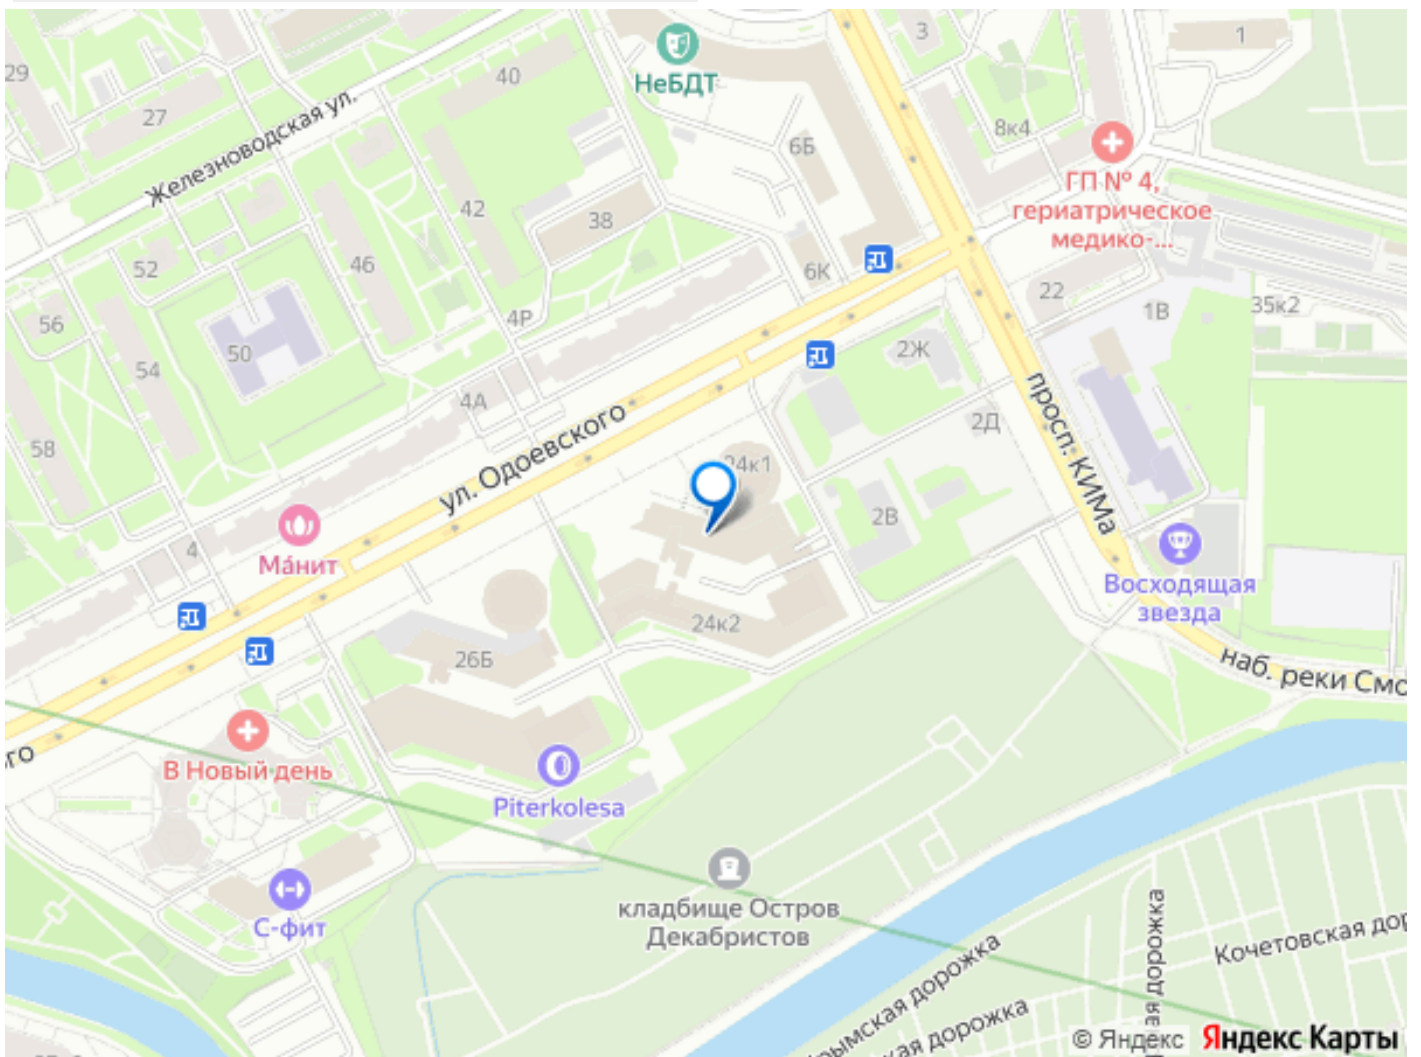 29
27
Железноводская ул.
40
НеБДТ
3
1
6Б
8к4
ГП № 4,
гериатрическое
медико-...
42
38
52
46
6К
22
1В
35к2
56
54
50
4Р
2Ж
58
4А
ул. Одоевского
2Д
просп. КИМа
24к1
2В
4
Ма́нит
Восходящая
звезда
24к2
26Б
наб. реки Смо
го
В Новый день
Piterkolesa
С-фит
кладбище Остров
Декабристов
ымская дорожка
кая дорожка
ая дорожка
Кочетовская дор
© Яндекс Яндекс Карты